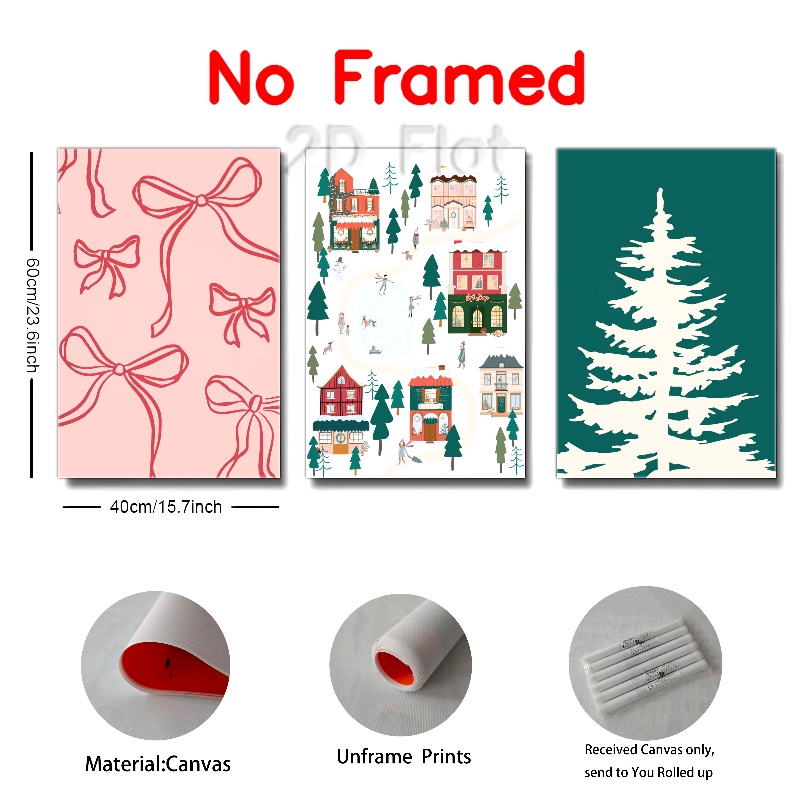 No Framed
2D Flat
60cm/23.6inch
40cm/15.7inch
Material:Canvas
Unframe Prints
Received Canvas only,
send to You Rolled up